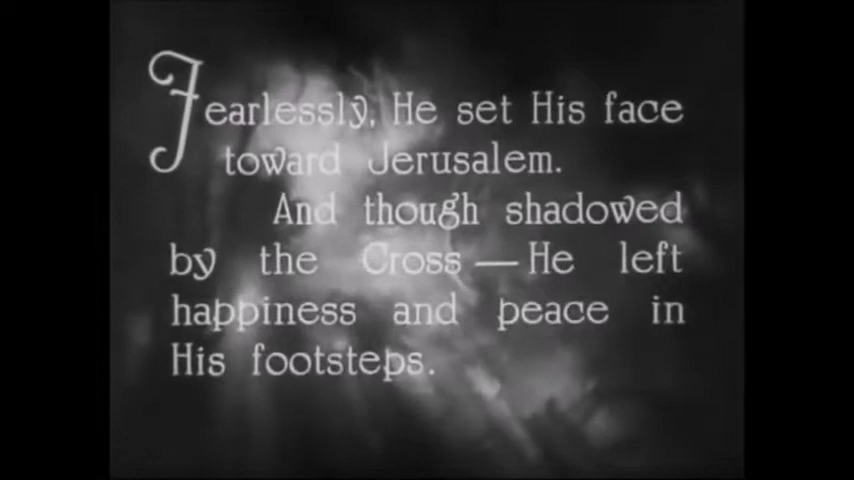 Fearlessly, He set His face
toward Jerusalem.
And though shadowed
by the Cross — He left
happiness and peace in
His footsteps.